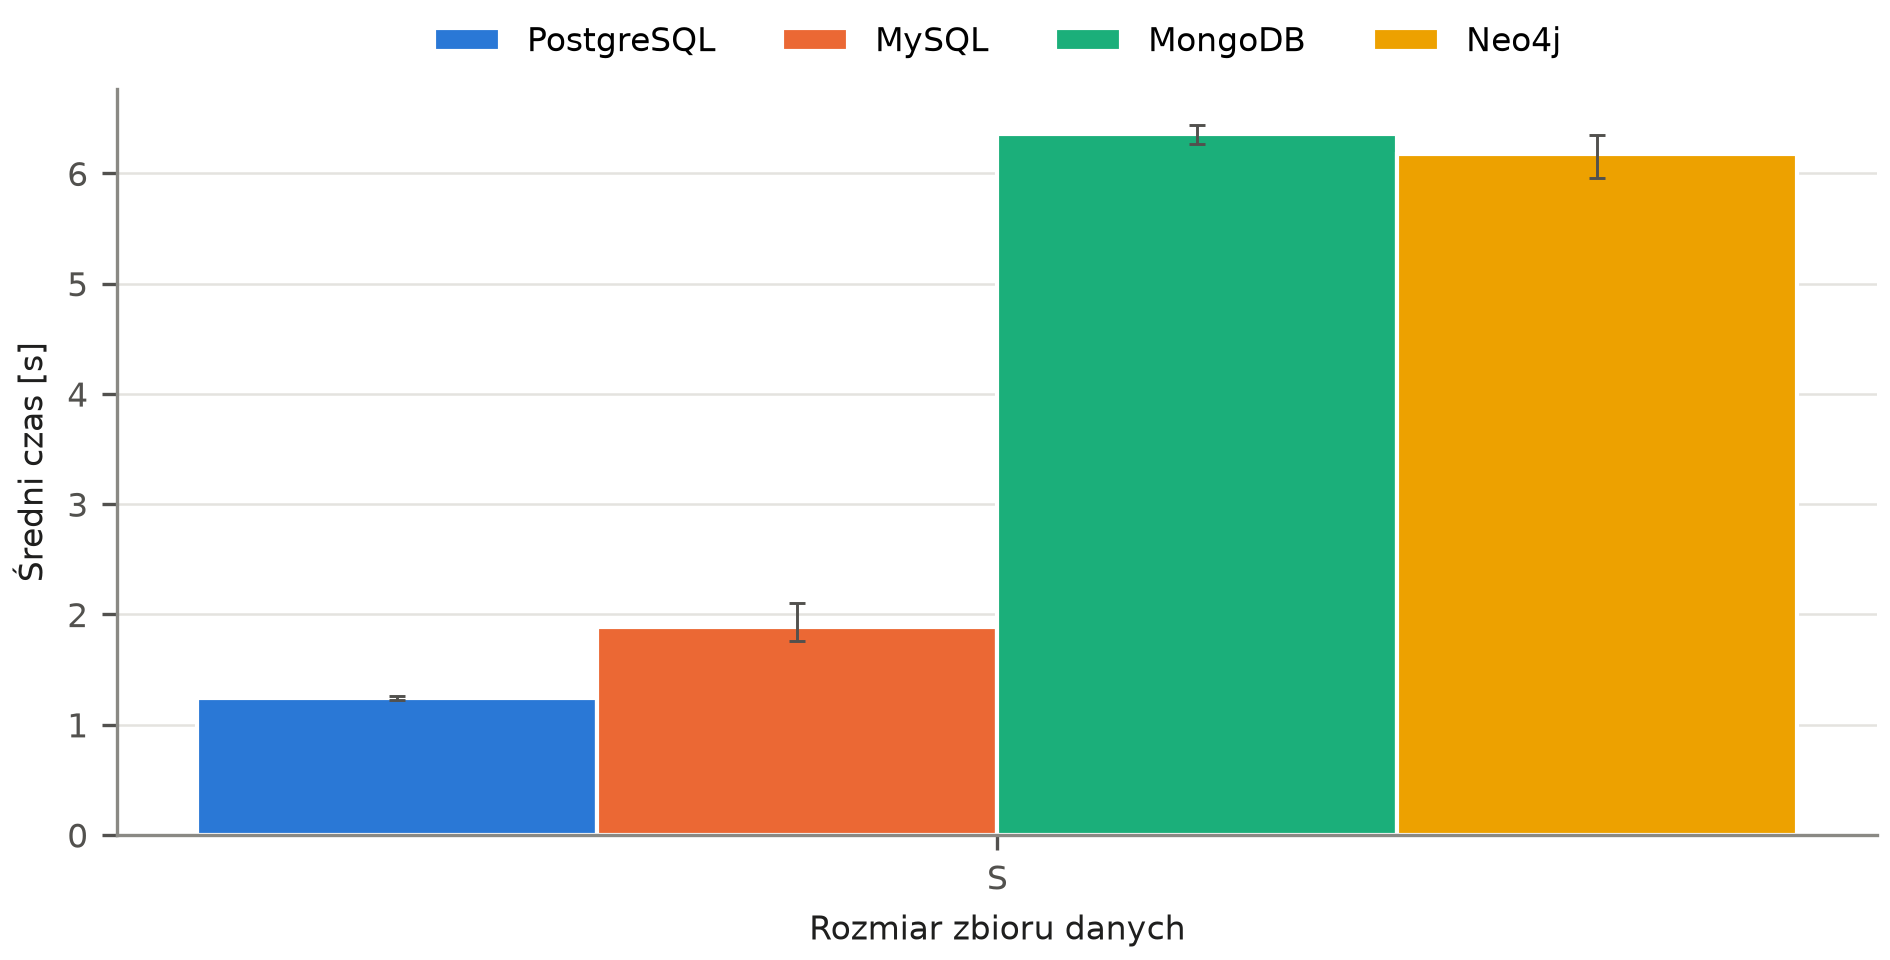 PostgreSQL MySQL MongoDB Neo4j
Średni czas [s]
6
5
4
3
2
1
0
S
Rozmiar zbioru danych